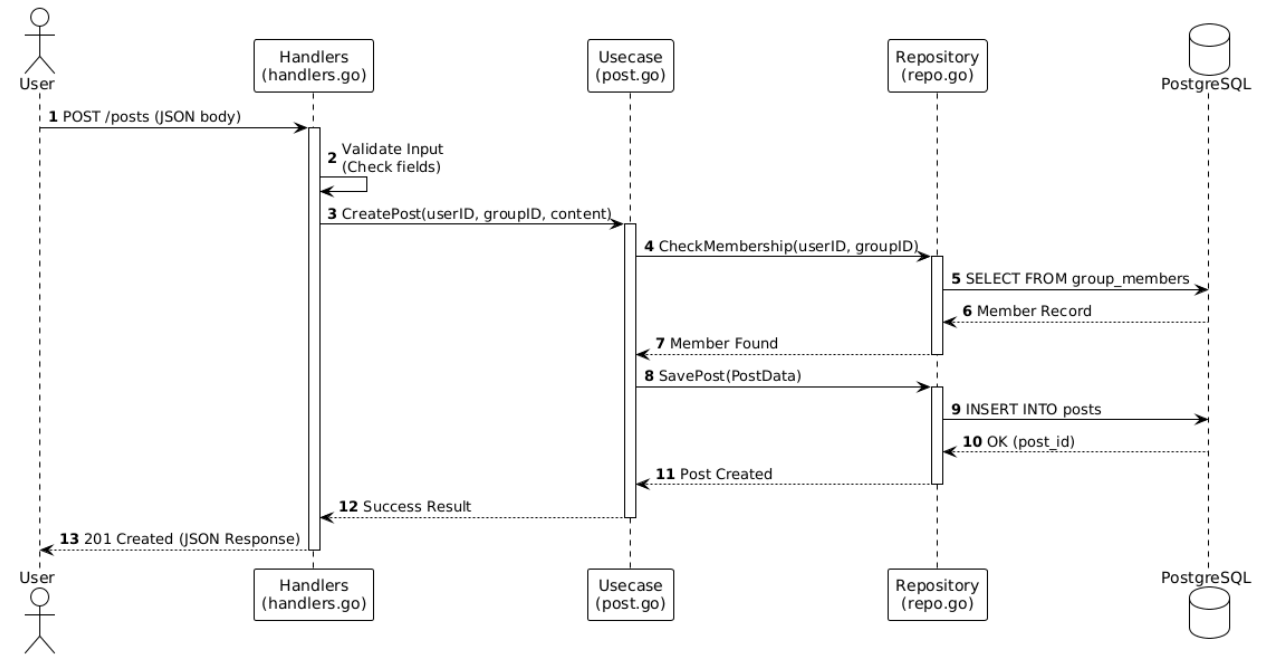 User
Handlers
(handlers.go)
Usecase
(post.go)
Repository
(repo.go)
PostgreSQL
1 POST /posts (JSON body)
2 Validate Input
(Check fields)
3 CreatePost(userID, groupID, content)
4 CheckMembership(userID, groupID)
5 SELECT FROM group_members
6 Member Record
7 Member Found
8 SavePost(PostData)
9 INSERT INTO posts
10 OK (post_id)
11 Post Created
12 Success Result
13 201 Created (JSON Response)
User
Handlers
(handlers.go)
Usecase
(post.go)
Repository
(repo.go)
PostgreSQL